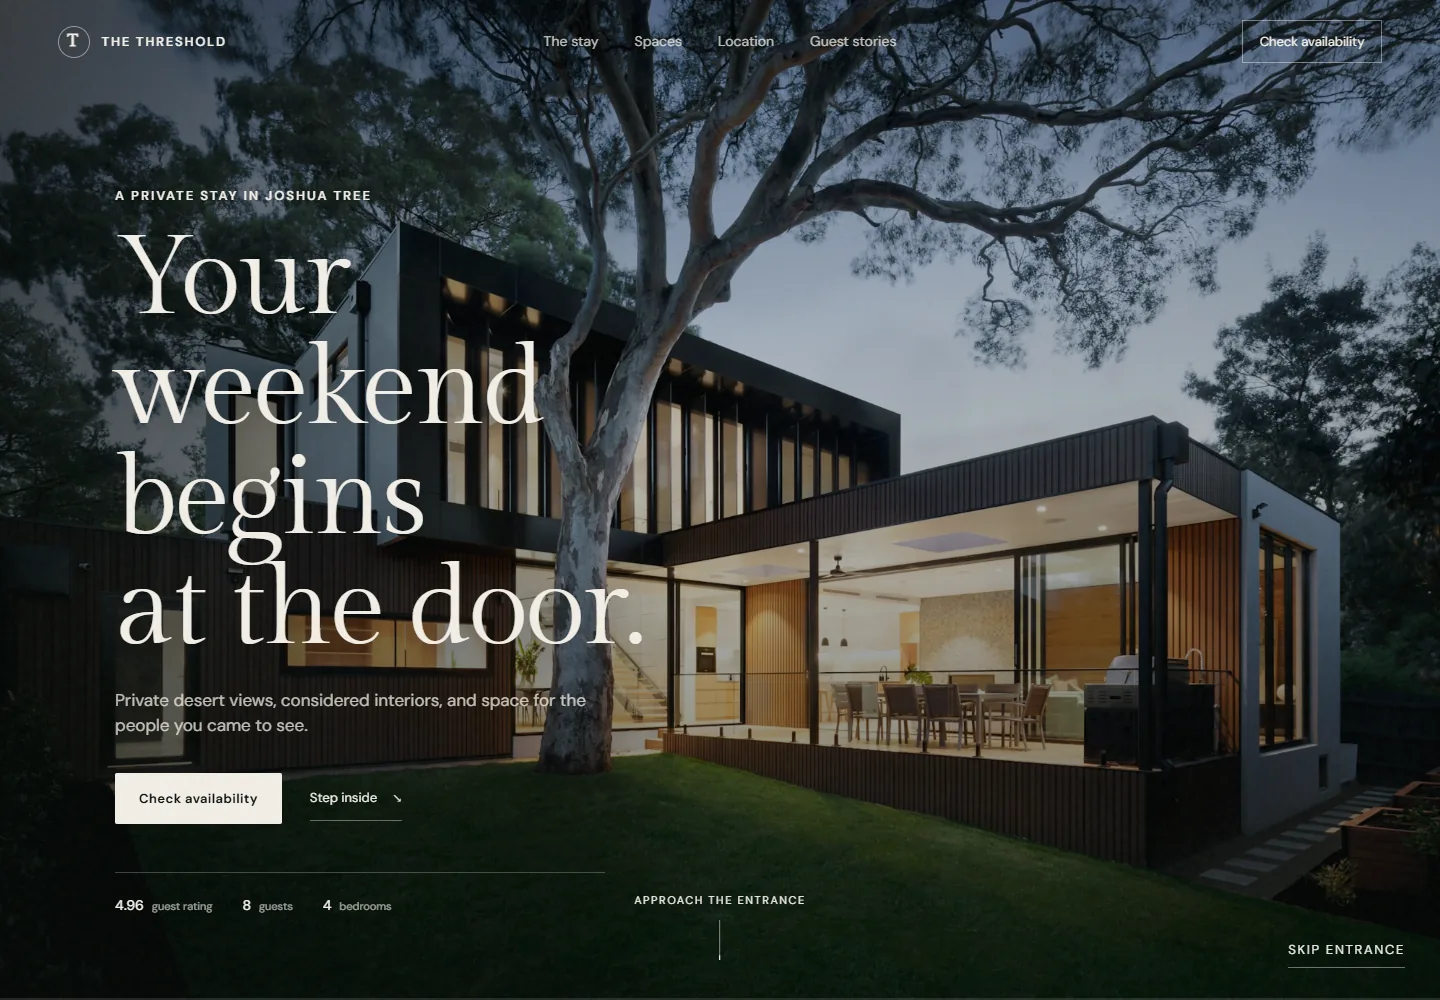 T THE THRESHOLD
The stay Spaces Location Guest stories
Check availability
A PRIVATE STAY IN JOSHUA TREE
Your
weekend
begins
at the door.
Private desert views, considered interiors, and space for the
people you came to see.
Check availability
Step inside ↘
4.96 guest rating 8 guests 4 bedrooms
APPROACH THE ENTRANCE
SKIP ENTRANCE